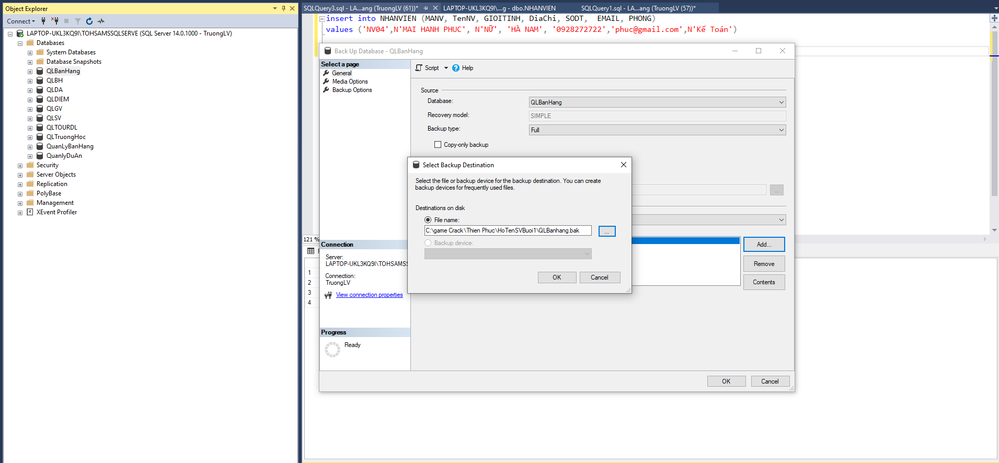 Object Explorer
Connect
LAPTOP-UKL3KQ9I\TOHSAMSSQLSERVE (SQL Server 14.0.1000 - TruongLV)
Databases
System Databases
Database Snapshots
QLBanHang
QLBH
QLDA
QLDIEM
QLGV
QLSV
QLTOURDL
QLTruongHoc
QuanLyBanHang
QuanlyDuAn
Security
Server Objects
Replication
PolyBase
Management
XEvent Profiler
SQLQuery3.sql - LA...ang (TruongLV (61))*
LAPTOP-UKL3KQ9I\...g - dbo.NHANVIEN
SQLQuery1.sql - LA...ang (TruongLV (57))*
insert into NHANVIEN (MANV, TenNV, GIOITINH, DiaChi, SODT,  EMAIL, PHONG)
values ('NV04',N'MAI HANH PHUC', N'NỮ', 'HÀ NAM', '0928272722','phuc@gmail.com',N'Kế Toán')
121 %
1
2
3
4
Back Up Database - QLBanHang
Select a page
General
Media Options
Backup Options
Script
Help
Source
Database:
QLBanHang
Recovery model:
SIMPLE
Backup type:
Full
Copy-only backup
...
Add...
Remove
Contents
Connection
Server:
LAPTOP-UKL3KQ9I\TOHSAMSS
Connection:
TruongLV
View connection properties
Progress
Ready
OK
Cancel
Select Backup Destination
Select the file or backup device for the backup destination. You can create
backup devices for frequently used files.
Destinations on disk
File name:
C:\game Crack\Thien Phuc\HoTenSVBuoi1\QLBanhang.bak
...
Backup device:
OK
Cancel